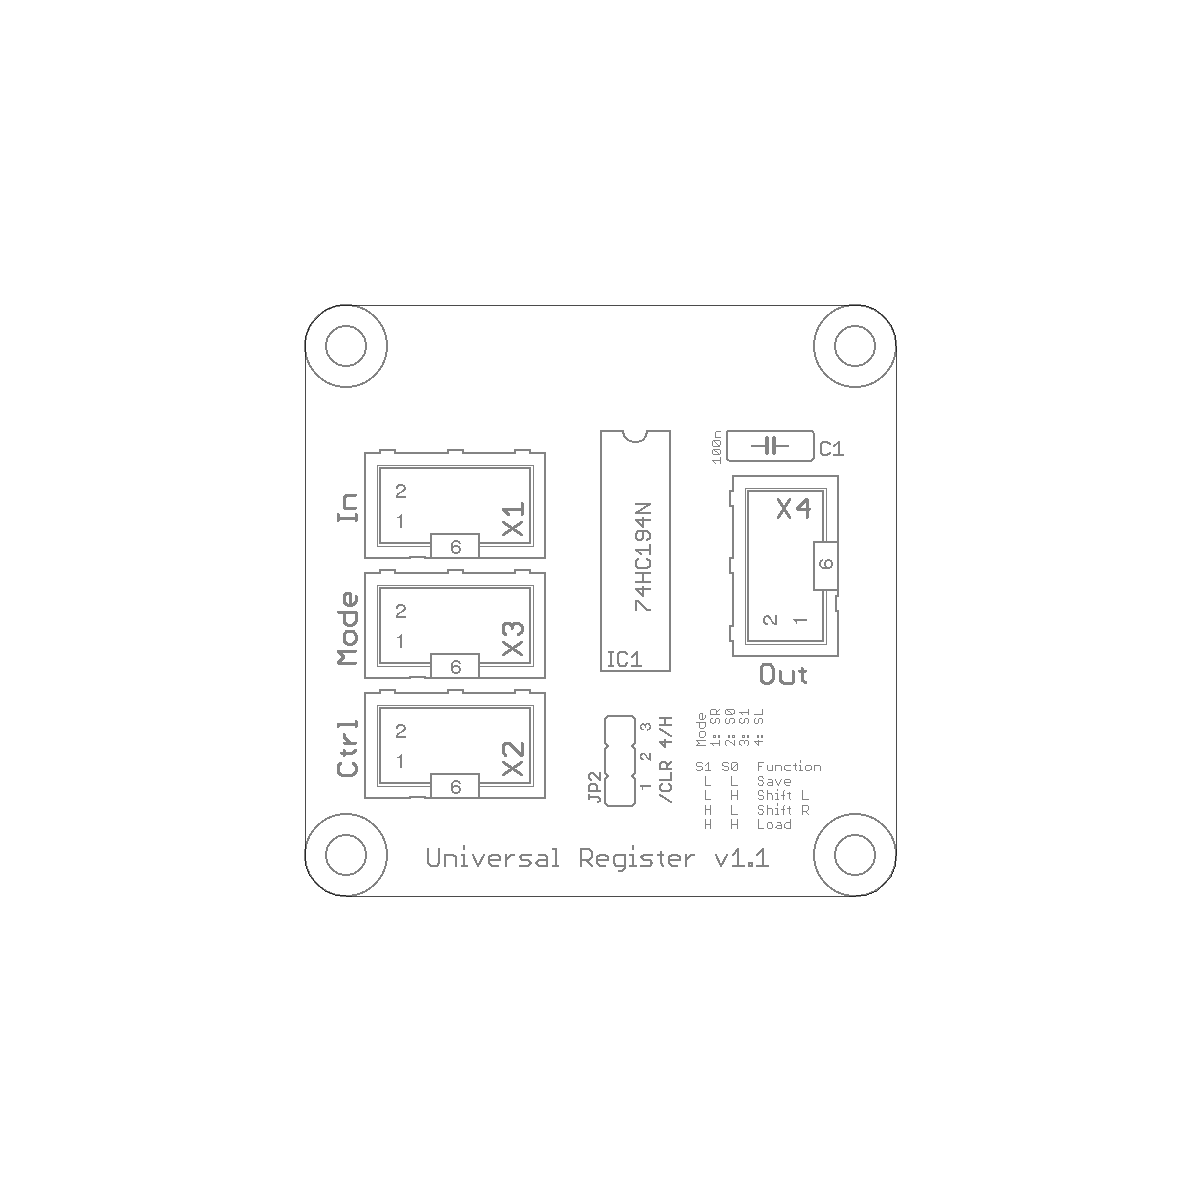 100n
C1
In
2
1
6
X1
74HC194N
IC1
X4
6
2
1
Out
Mode
2
1
6
X3
Ctrl
2
1
6
X2
JP2
1 2 3
/CLR 4/H
Mode
1: SR
2: S0
3: S1
4: SL
S1 S0 Function
L L Save
L H Shift L
H L Shift R
H H Load
Universal Register v1.1